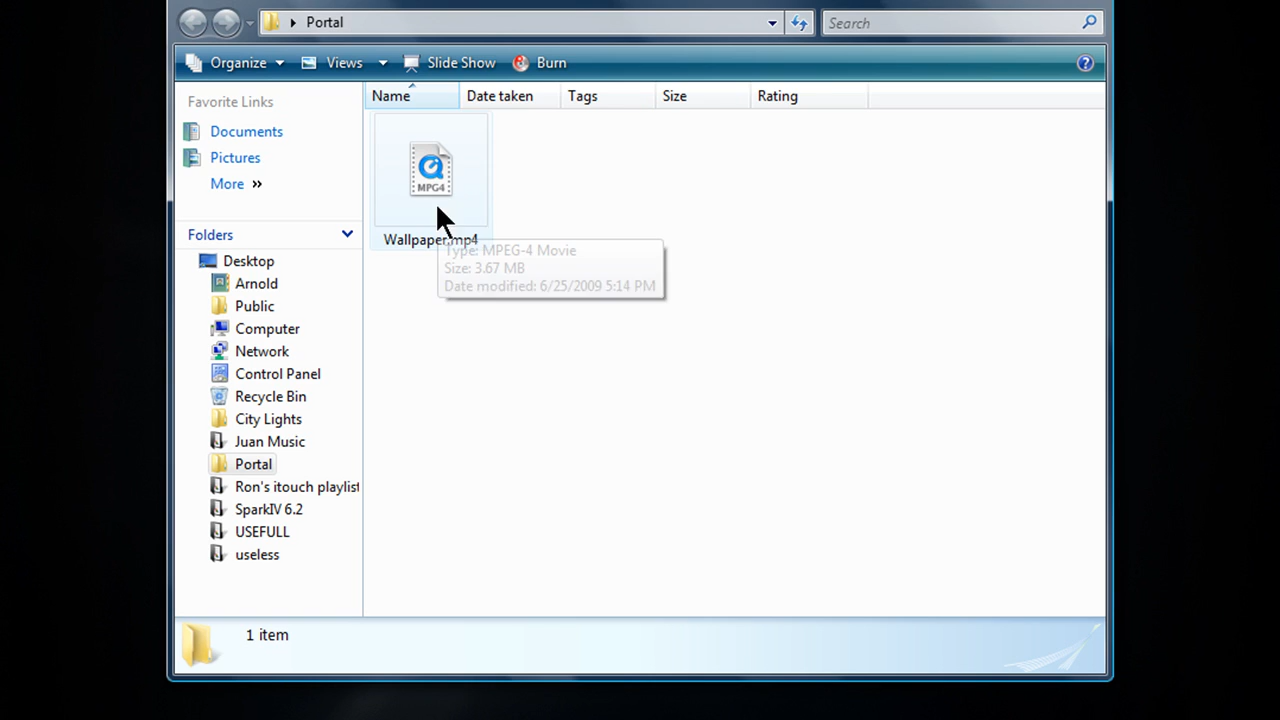 Portal
Search
Organize
Views
Slide Show
Burn
?
Favorite Links
Documents
Pictures
More »
Folders
Desktop
Arnold
Public
Computer
Network
Control Panel
Recycle Bin
City Lights
Juan Music
Portal
Ron's itouch playlist
SparkIV 6.2
USEFULL
useless
Name
Date taken
Tags
Size
Rating
MPG4
Wallpaper.mp4
Type: MPEG-4 Movie
Size: 3.67 MB
Date modified: 6/25/2009 5:14 PM
1 item